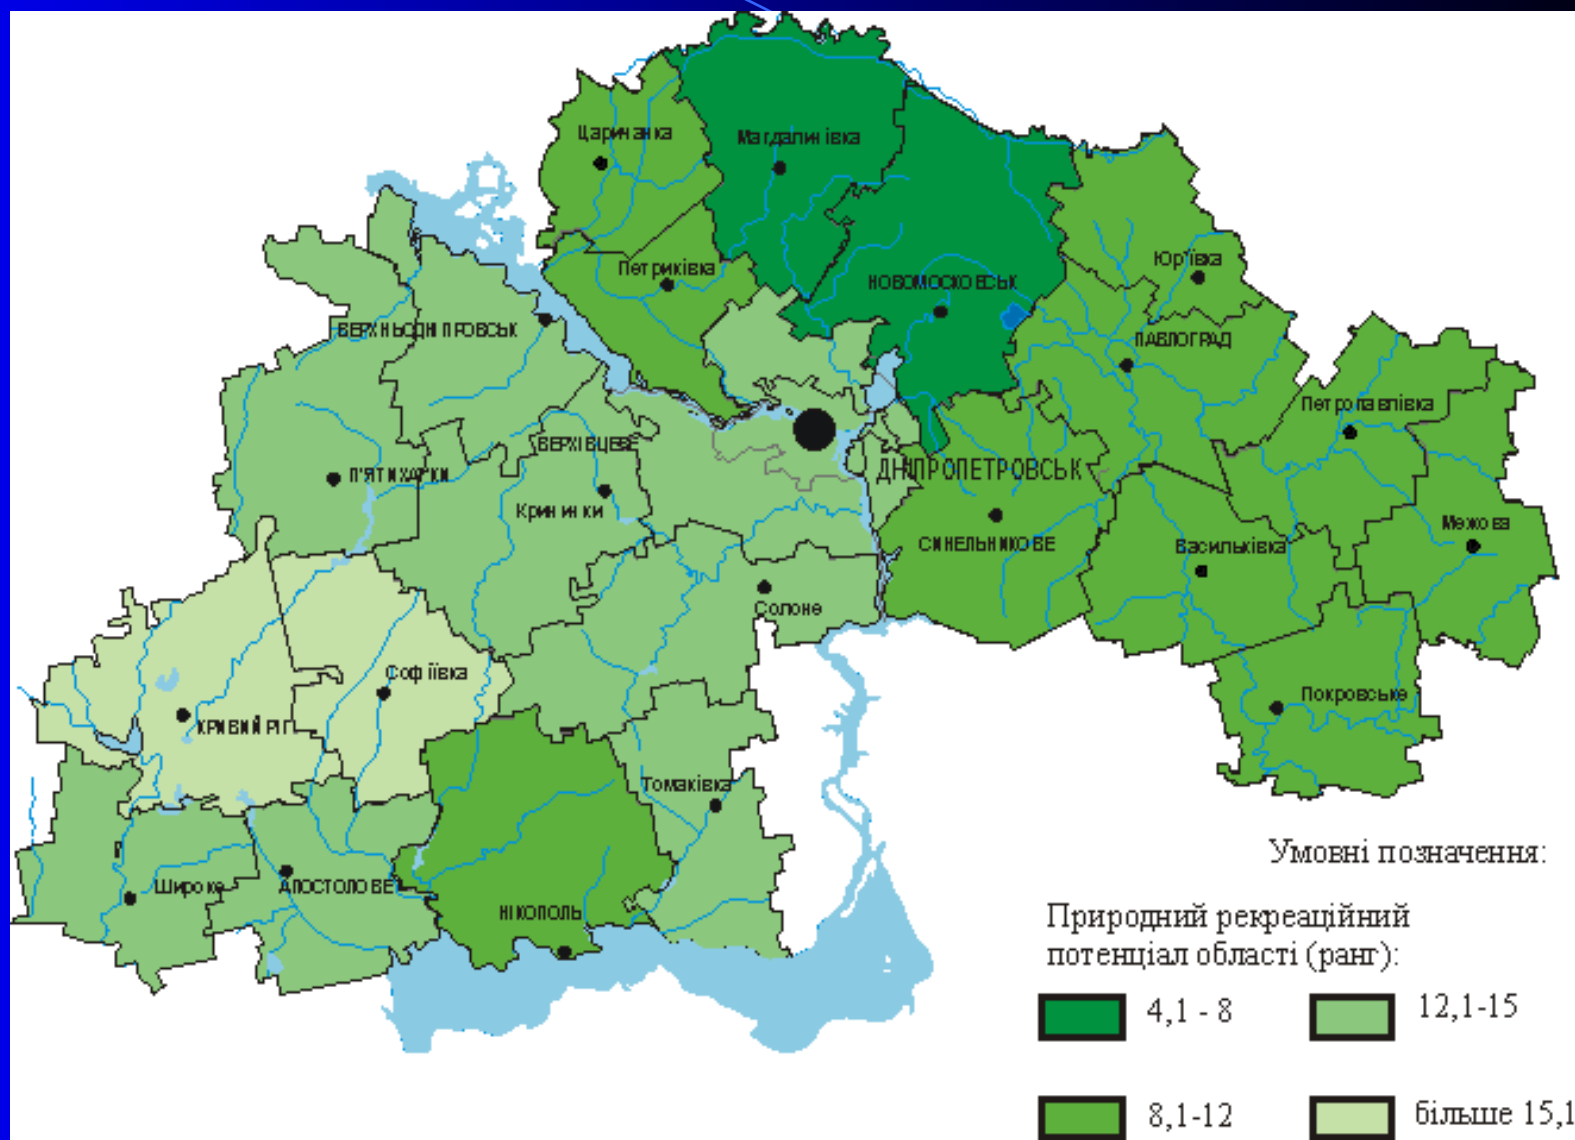 Царичанка
Магдалинівка
Петриківка
НОВОМОСКОВСЬК
Юр'ївка
ВЕРХНЬОДНІПРОВСЬК
ПАВЛОГРАД
Петропавлівка
ВЕРХІВЦЕВЕ
П'ЯТИХАТКИ
ДНІПРОПЕТРОВСЬК
Кринички
СИНЕЛЬНИКОВЕ
Васильківка
Межова
Солоне
Софіївка
Покровське
КРИВИЙ РІГ
Томаківка
Широке
АПОСТОЛОВЕ
НІКОПОЛЬ
Умовні позначення:
Природний рекреаційний
потенціал області (ранг):
4,1 - 8
12,1-15
8,1-12
більше 15,1